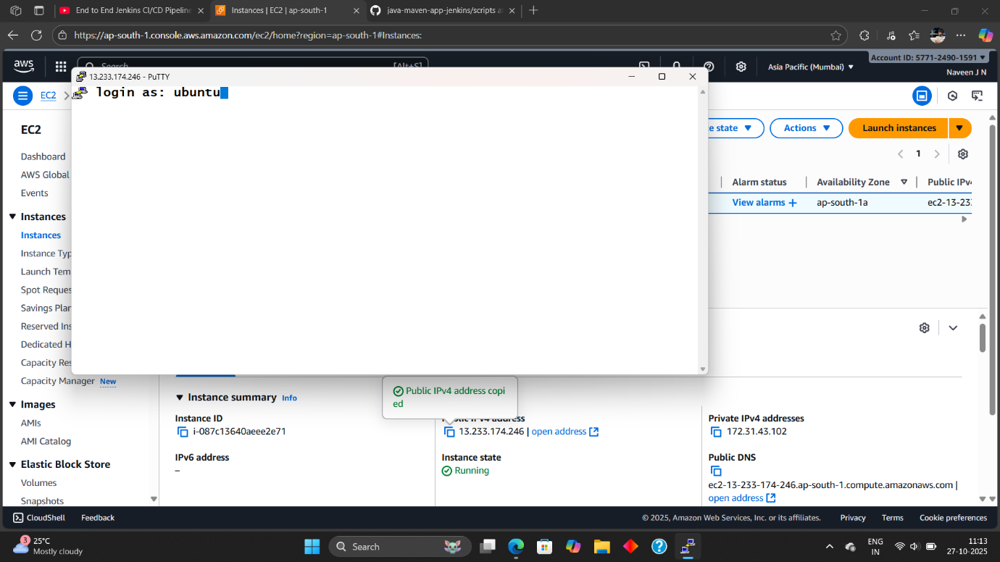 End to End Jenkins CI/CD Pipeline
Instances | EC2 | ap-south-1
java-maven-app-jenkins/scripts at
https://ap-south-1.console.aws.amazon.com/ec2/home?region=ap-south-1#Instances:
aws
Search
[Alt+S]
Asia Pacific (Mumbai)
Account ID: 5771-2490-1591
Naveen J N
EC2
13.233.174.246 - PuTTY
login as: ubuntu
EC2
Dashboard
AWS Global
Events
Instances
Instances
Instance Typ
Launch Tem
Spot Reques
Savings Plan
Reserved Ins
Dedicated H
Capacity Res
Capacity Manager New
Images
AMIs
AMI Catalog
Elastic Block Store
Volumes
Snapshots
e state
Actions
Launch instances
1
Alarm status
Availability Zone
Public IPv4
View alarms +
ap-south-1a
ec2-13-233
Public IPv4 address copi
ed
Instance summary Info
Instance ID
i-087c13640aeee2e71
IPv6 address
–
Public IPv4 address
13.233.174.246 | open address
Instance state
Running
Private IPv4 addresses
172.31.43.102
Public DNS
ec2-13-233-174-246.ap-south-1.compute.amazonaws.com |
open address
CloudShell
Feedback
© 2025, Amazon Web Services, Inc. or its affiliates.
Privacy
Terms
Cookie preferences
3
25°C
Mostly cloudy
Search
ENG
IN
11:13
27-10-2025